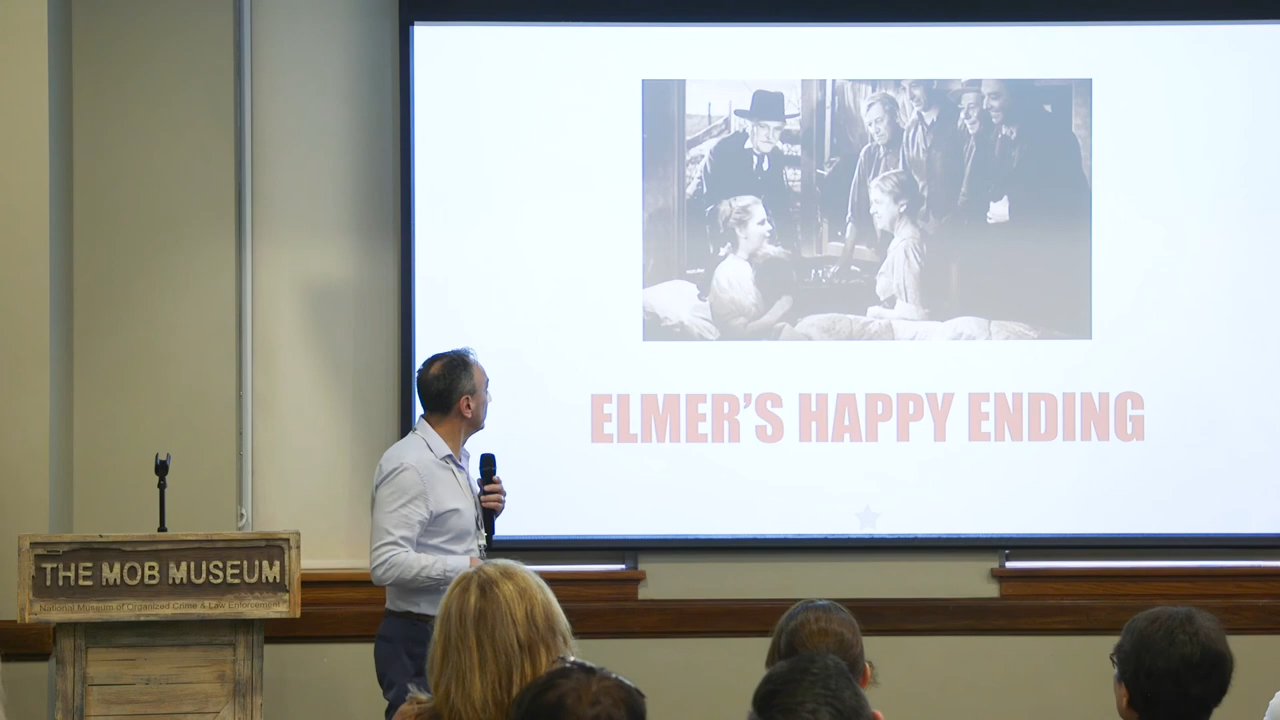 ELMER'S HAPPY ENDING
THE MOB MUSEUM
National Museum of Organized Crime & Law Enforcement